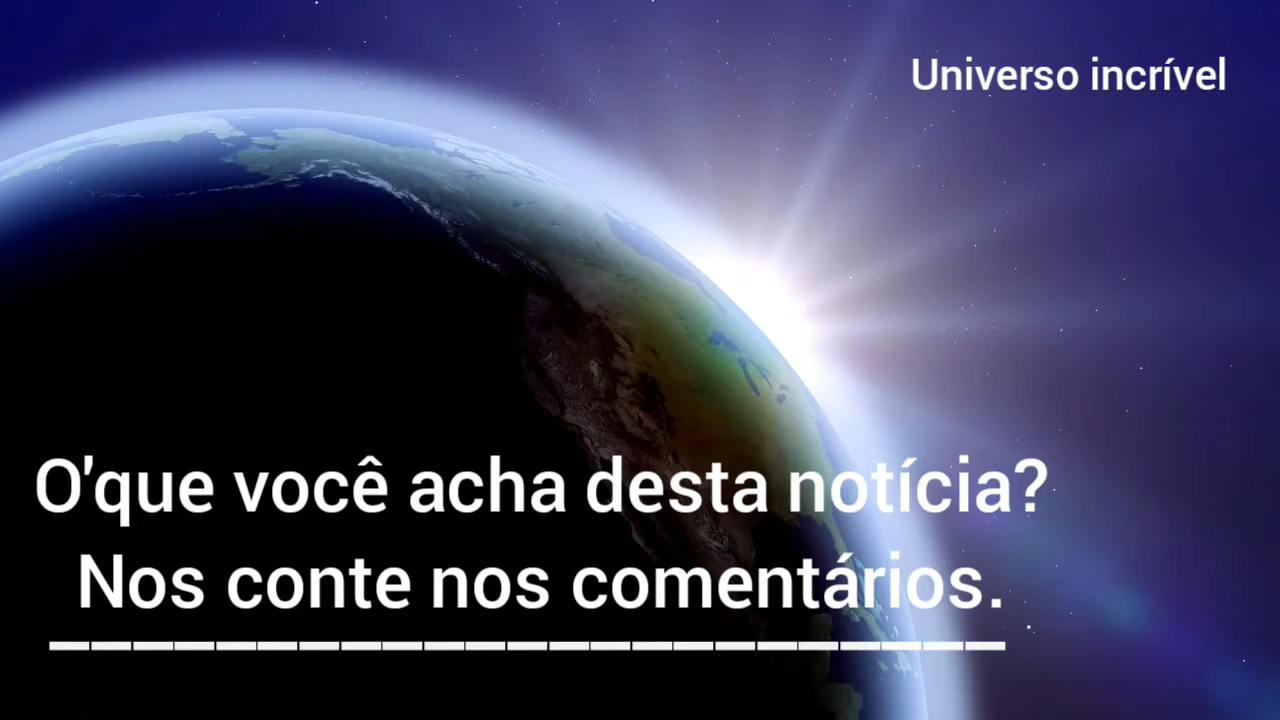 Universo incrível
O'que você acha desta notícia?
Nos conte nos comentários.